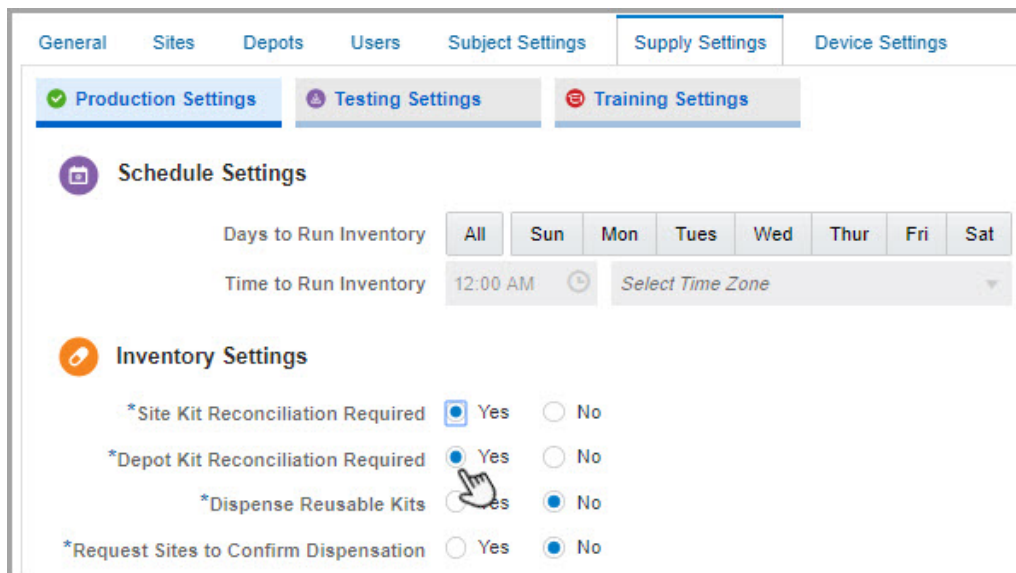 General Sites Depots Users Subject Settings Supply Settings Device Settings
Production Settings Testing Settings Training Settings
Schedule Settings
Days to Run Inventory All Sun Mon Tues Wed Thur Fri Sat
Time to Run Inventory 12:00 AM Select Time Zone
Inventory Settings
*Site Kit Reconciliation Required Yes No
*Depot Kit Reconciliation Required Yes No
*Dispense Reusable Kits Yes No
*Request Sites to Confirm Dispensation Yes No